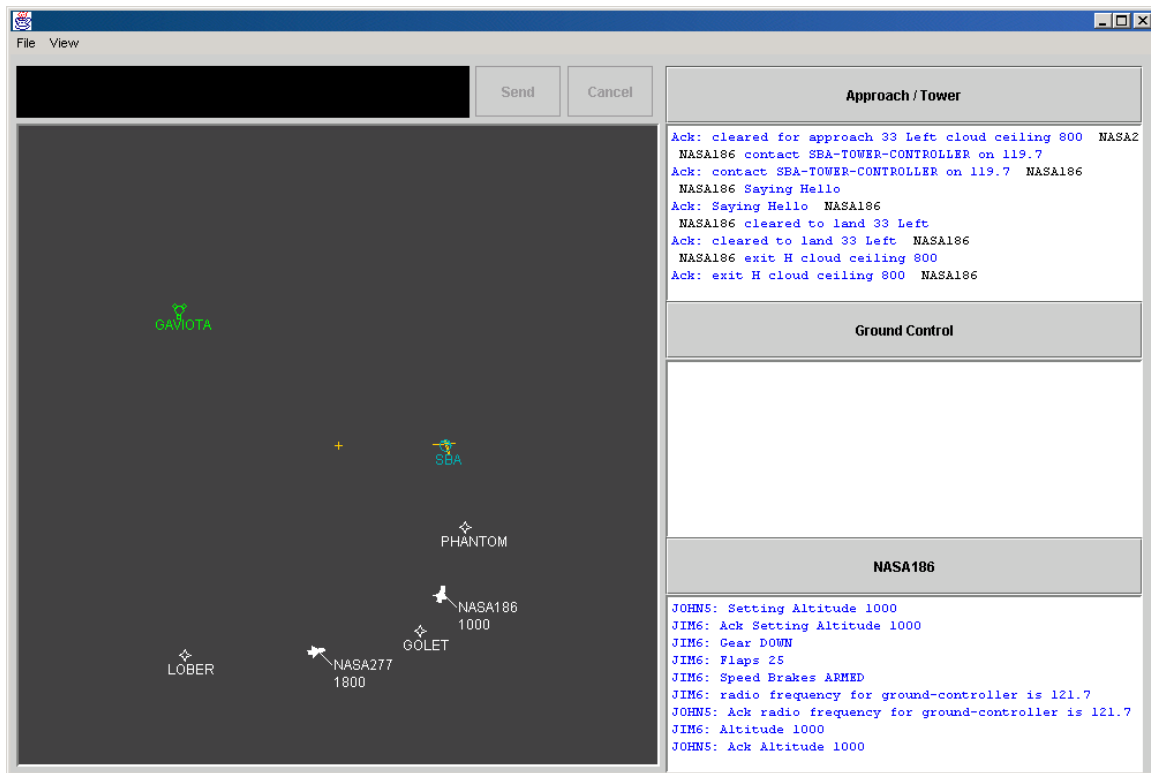 File View
Send Cancel
GAVIOTA
SBA
PHANTOM
NASA186
1000
GOLET
NASA277
1800
LOBER
Approach / Tower
Ack: cleared for approach 33 Left cloud ceiling 800 NASA2
NASA186 contact SBA-TOWER-CONTROLLER on 119.7
Ack: contact SBA-TOWER-CONTROLLER on 119.7 NASA186
NASA186 Saying Hello
Ack: Saying Hello NASA186
NASA186 cleared to land 33 Left
Ack: cleared to land 33 Left NASA186
NASA186 exit H cloud ceiling 800
Ack: exit H cloud ceiling 800 NASA186
Ground Control
NASA186
JOHN5: Setting Altitude 1000
JIM6: Ack Setting Altitude 1000
JIM6: Gear DOWN
JIM6: Flaps 25
JIM6: Speed Brakes ARMED
JIM6: radio frequency for ground-controller is 121.7
JOHN5: Ack radio frequency for ground-controller is 121.7
JIM6: Altitude 1000
JOHN5: Ack Altitude 1000